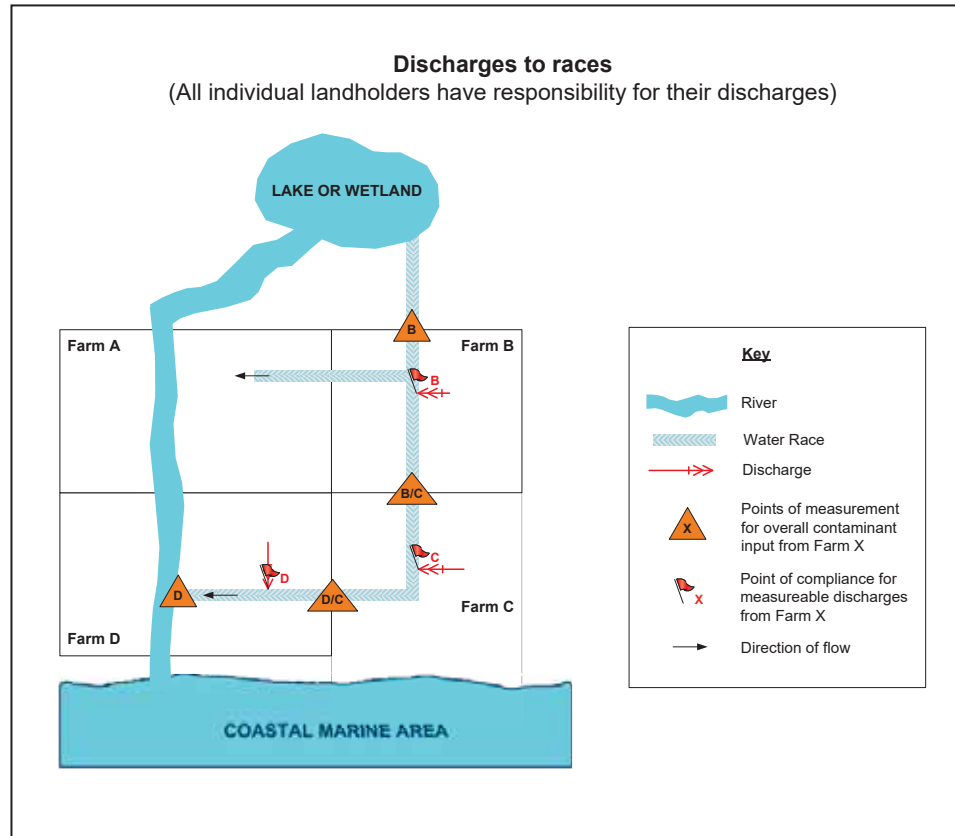 Discharges to races
(All individual landholders have responsibility for their discharges)
LAKE OR WETLAND
B
Farm A
Farm B
B
B/C
C
D
D
D/C
Farm C
Farm D
COASTAL MARINE AREA
Key
River
Water Race
Discharge
X
Points of measurement
for overall contaminant
input from Farm X
X
Point of compliance for
measureable discharges
from Farm X
Direction of flow